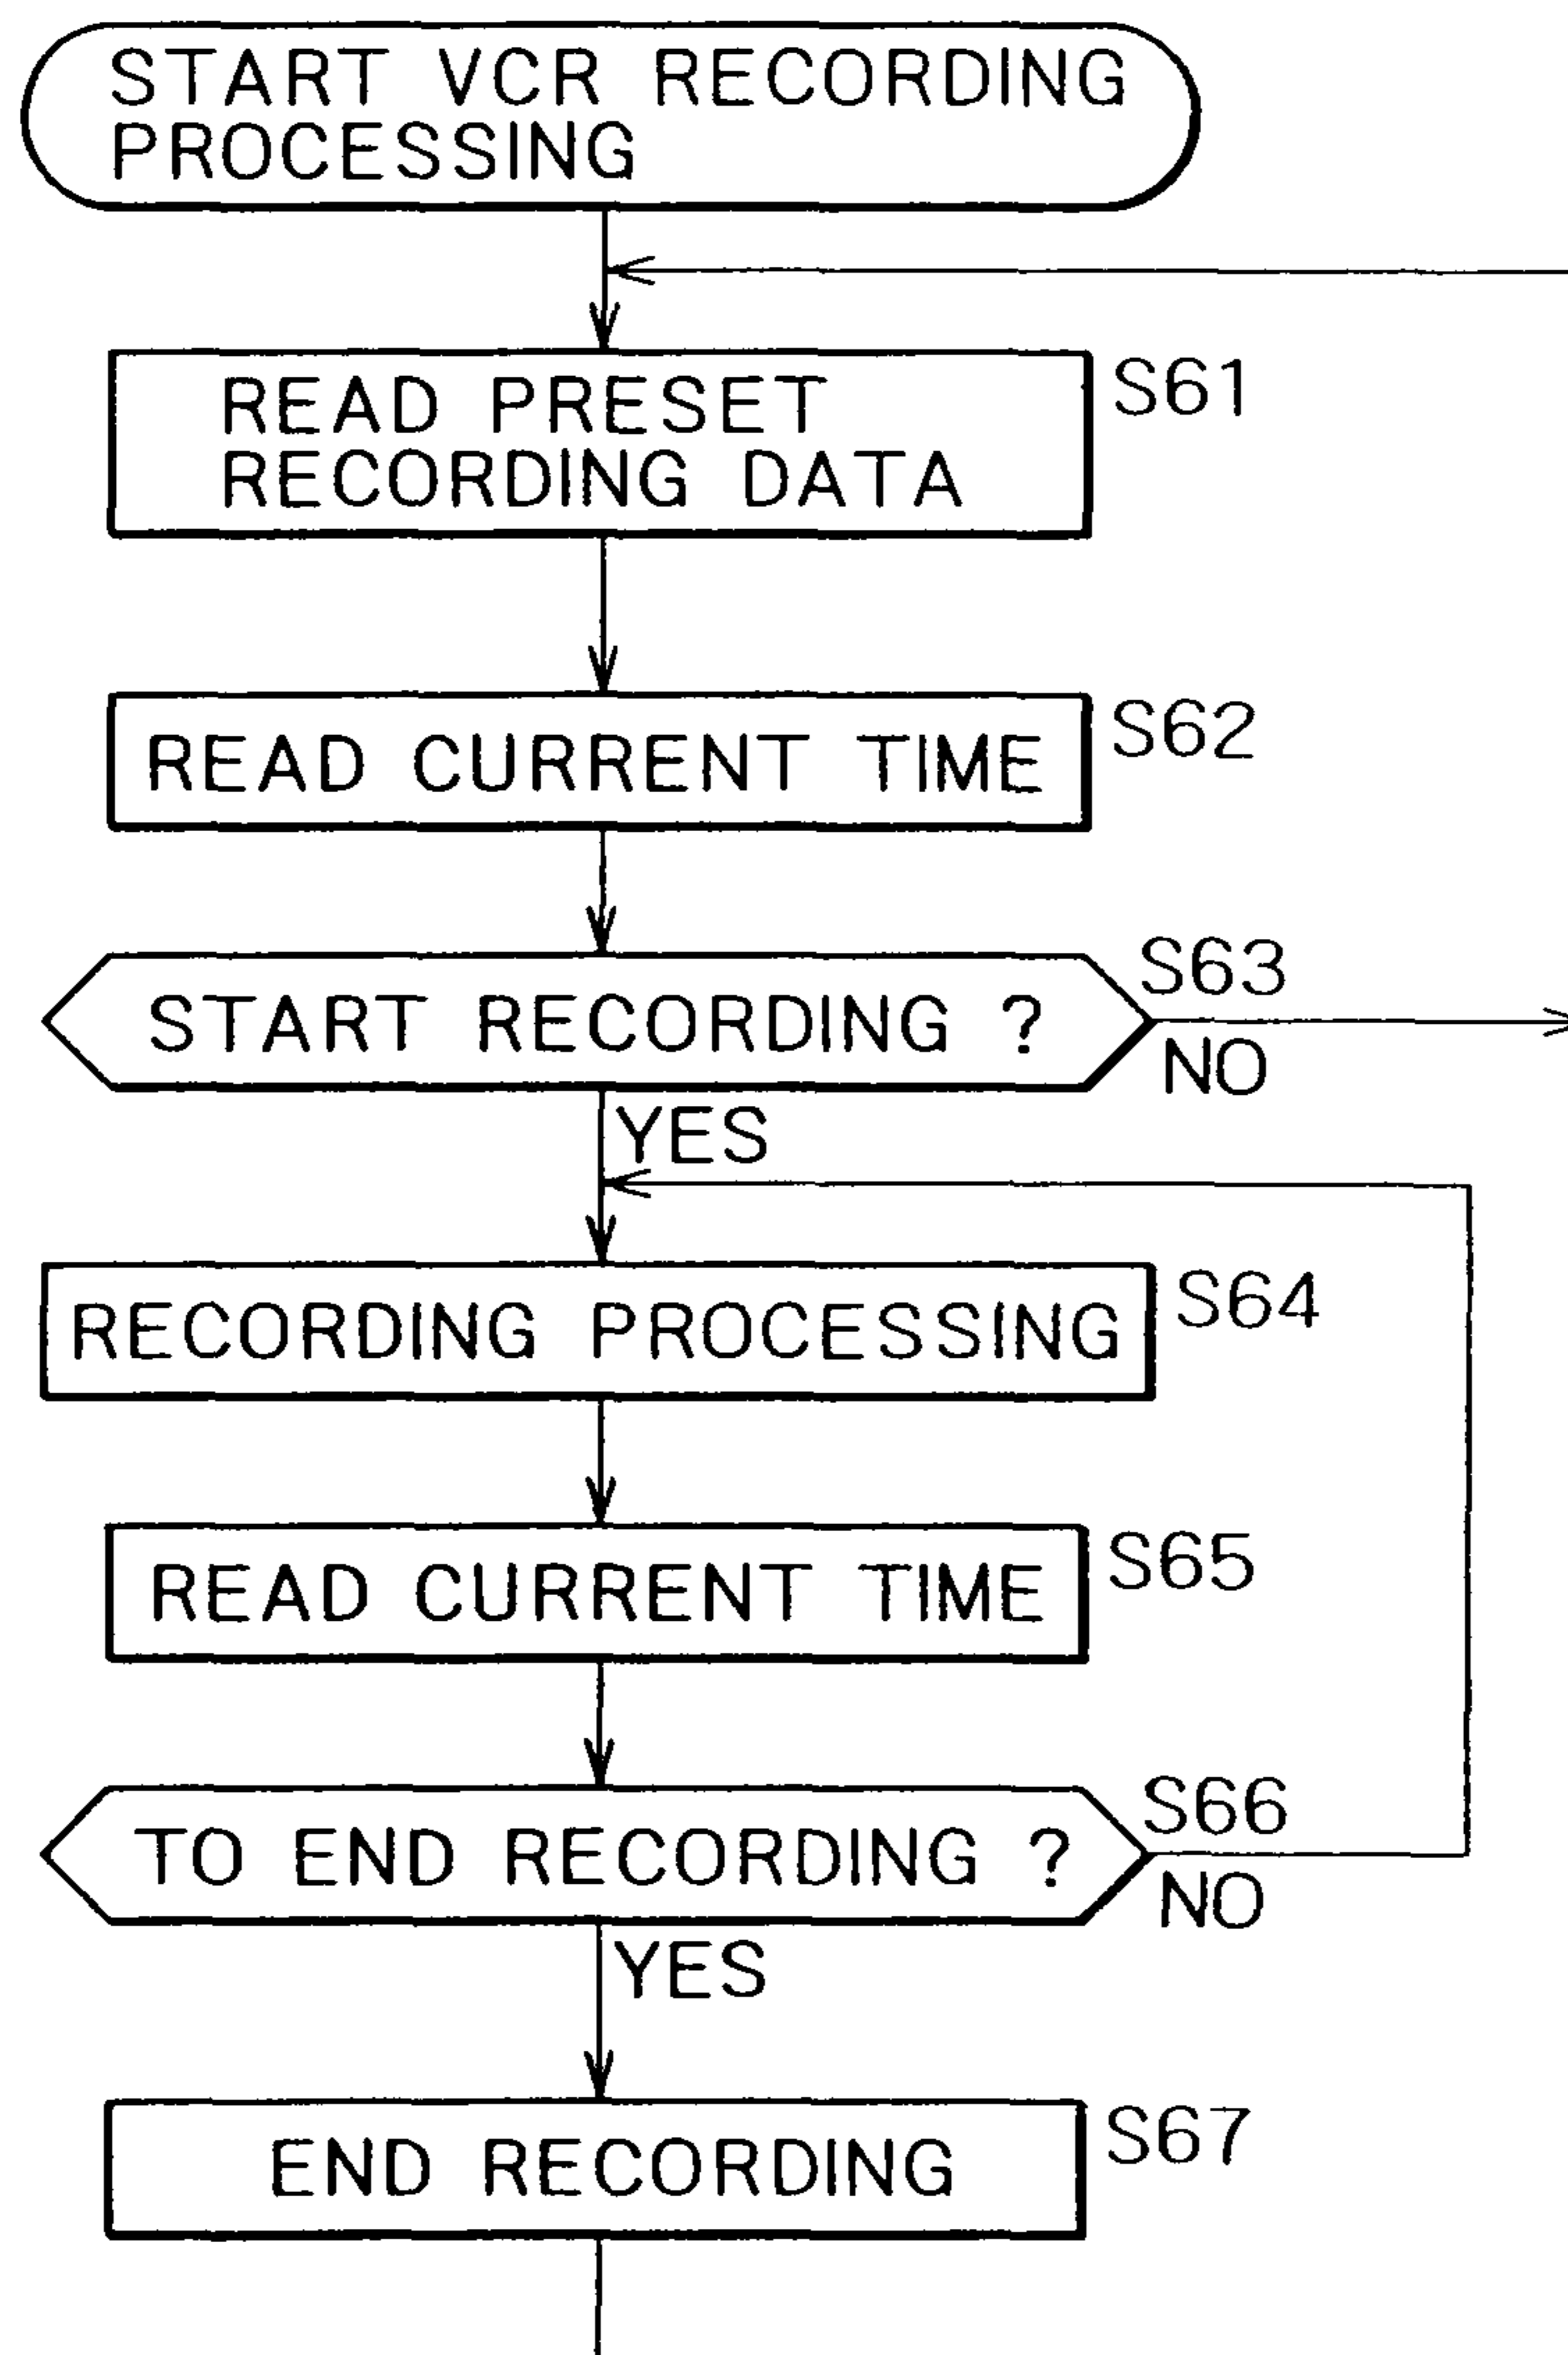 START VCR RECORDING
PROCESSING
READ PRESET
RECORDING DATA
S61
READ CURRENT TIME
S62
START RECORDING ?
S63
NO
YES
RECORDING PROCESSING
S64
READ CURRENT TIME
S65
TO END RECORDING ?
S66
NO
YES
END RECORDING
S67